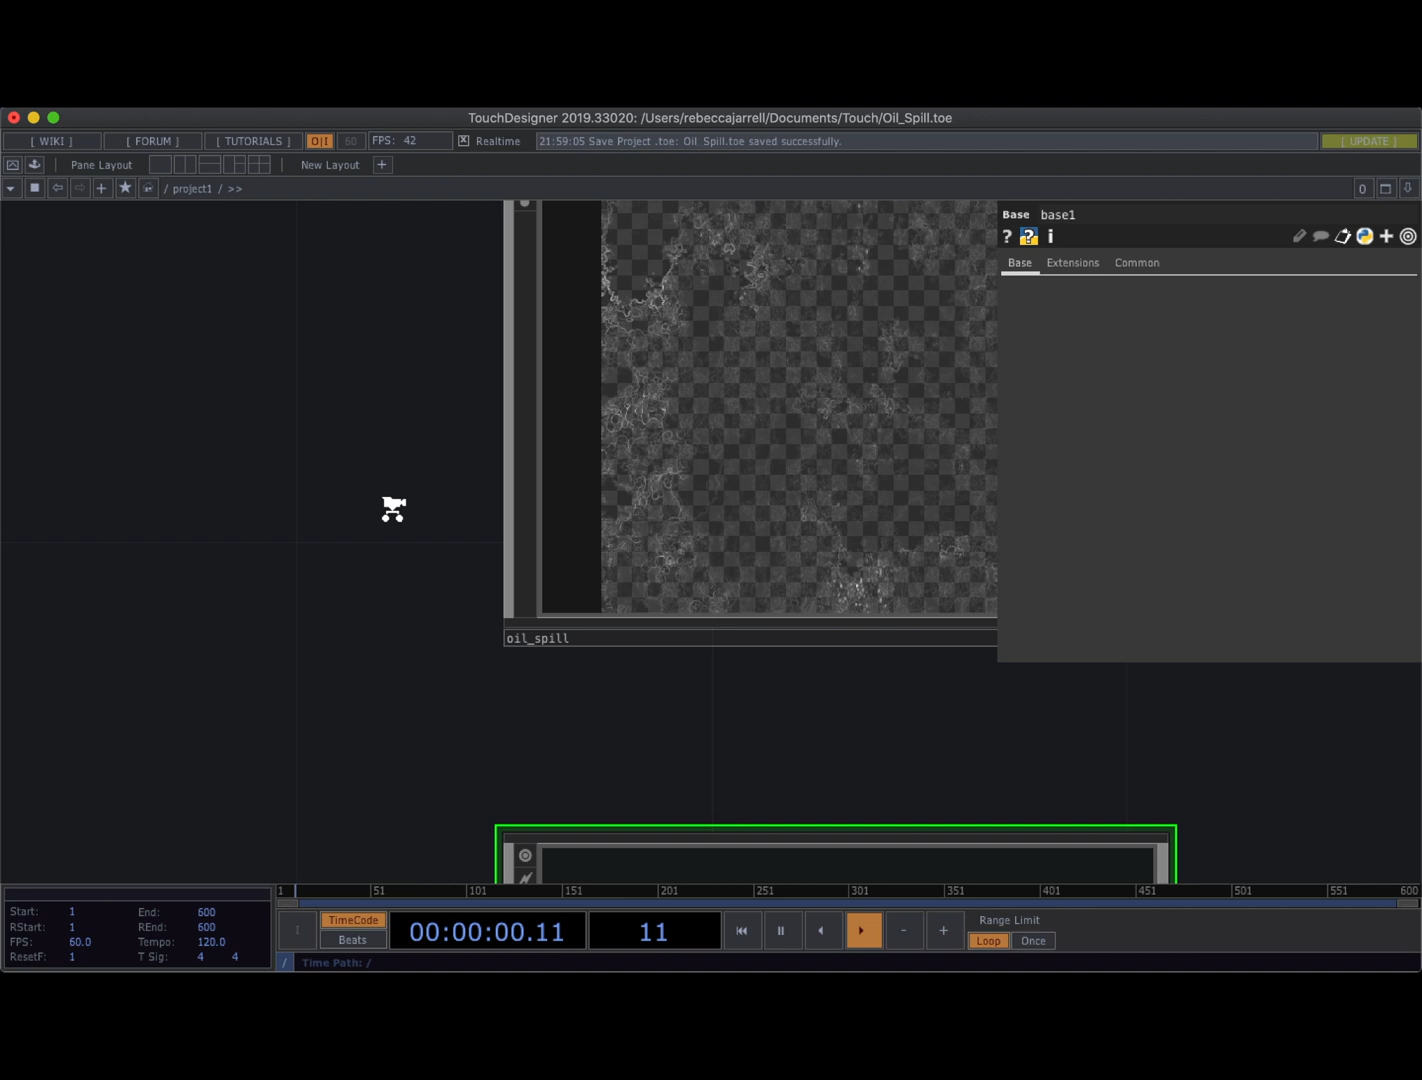 TouchDesigner 2019.33020: /Users/rebeccajarrell/Documents/Touch/Oil_Spill.toe
[ WIKI ] [ FORUM ] [ TUTORIALS ] O|I 60 FPS: 42 Realtime 21:59:05 Save Project .toe: Oil_Spill.toe saved successfully. [ UPDATE ]
Pane Layout New Layout +
/ project1 / >> 0
Base base1
? ? i
Base Extensions Common
oil_spill
1 51 101 151 201 251 301 351 401 451 501 551 600
Start: 1 End: 600
RStart: 1 REnd: 600
FPS: 60.0 Tempo: 120.0
ResetF: 1 T Sig: 4 4
TimeCode
Beats
00:00:00.11 11
Range Limit
Loop Once
/ Time Path: /